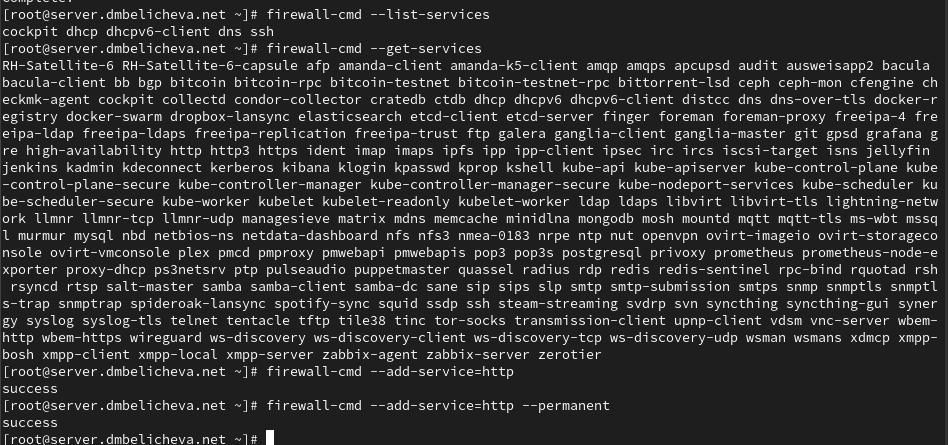 complete!
[root@server.dmbelicheva.net ~]# firewall-cmd --list-services
cockpit dhcp dhcpv6-client dns ssh
[root@server.dmbelicheva.net ~]# firewall-cmd --get-services
RH-Satellite-6 RH-Satellite-6-capsule afp amanda-client amanda-k5-client amqp amqps apcupsd audit ausweisapp2 bacula
bacula-client bb bgp bitcoin bitcoin-rpc bitcoin-testnet bitcoin-testnet-rpc bittorrent-lsd ceph ceph-mon cfengine ch
eckmk-agent cockpit collectd condor-collector cratedb ctdb dhcp dhcpv6 dhcpv6-client distcc dns dns-over-tls docker-r
egistry docker-swarm dropbox-lansync elasticsearch etcd-client etcd-server finger foreman foreman-proxy freeipa-4 fre
eipa-ldap freeipa-ldaps freeipa-replication freeipa-trust ftp galera ganglia-client ganglia-master git gpsd grafana g
re high-availability http http3 https ident imap imaps ipfs ipp ipp-client ipsec irc ircs iscsi-target isns jellyfin
jenkins kadmin kdeconnect kerberos kibana klogin kpasswd kprop kshell kube-api kube-apiserver kube-control-plane kube
-control-plane-secure kube-controller-manager kube-controller-manager-secure kube-nodeport-services kube-scheduler ku
be-scheduler-secure kube-worker kubelet kubelet-readonly kubelet-worker ldap ldaps libvirt libvirt-tls lightning-netw
ork llmnr llmnr-tcp llmnr-udp managesieve matrix mdns memcache minidlna mongodb mosh mountd mqtt mqtt-tls ms-wbt mssq
l murmur mysql nbd netbios-ns netdata-dashboard nfs nfs3 nmea-0183 nrpe ntp nut openvpn ovirt-imageio ovirt-storageco
nsole ovirt-vmconsole plex pmcd pmproxy pmwebapi pmwebapis pop3 pop3s postgresql privoxy prometheus prometheus-node-e
xporter proxy-dhcp ps3netsrv ptp pulseaudio puppetmaster quassel radius rdp redis redis-sentinel rpc-bind rquotad rsh
 rsyncd rtsp salt-master samba samba-client samba-dc sane sip sips slp smtp smtp-submission smtps snmp snmptls snmptl
s-trap snmptrap spideroak-lansync spotify-sync squid ssdp ssh steam-streaming svdrp svn syncthing syncthing-gui syner
gy syslog syslog-tls telnet tentacle tftp tile38 tinc tor-socks transmission-client upnp-client vdsm vnc-server wbem-
http wbem-https wireguard ws-discovery ws-discovery-client ws-discovery-tcp ws-discovery-udp wsman wsmans xdmcp xmpp-
bosh xmpp-client xmpp-local xmpp-server zabbix-agent zabbix-server zerotier
[root@server.dmbelicheva.net ~]# firewall-cmd --add-service=http
success
[root@server.dmbelicheva.net ~]# firewall-cmd --add-service=http --permanent
success
[root@server.dmbelicheva.net ~]#